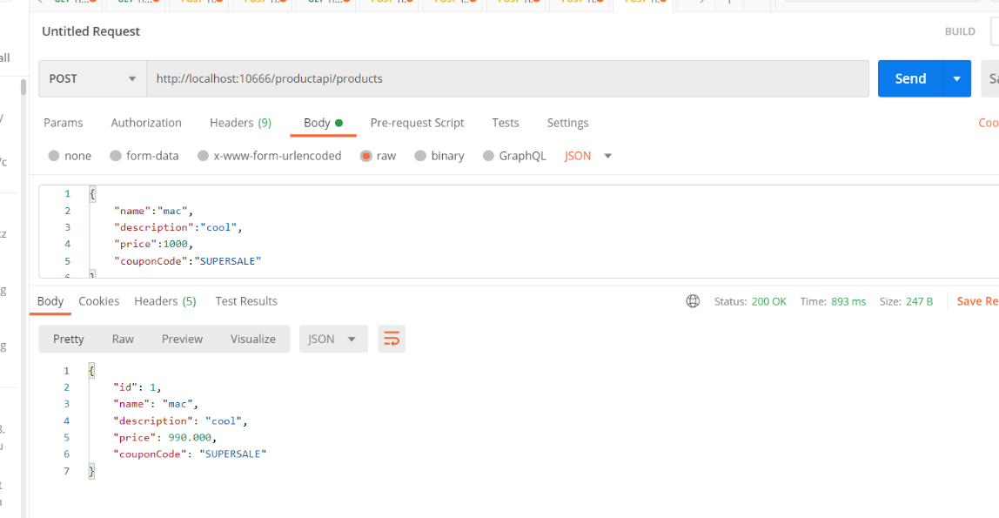 Untitled Request
BUILD
POST http://localhost:10666/productapi/products Send
Params Authorization Headers (9) Body Pre-request Script Tests Settings
none form-data x-www-form-urlencoded raw binary GraphQL JSON
1 {
2 "name":"mac",
3 "description":"cool",
4 "price":1000,
5 "couponCode":"SUPERSALE"
6 }
Body Cookies Headers (5) Test Results Status: 200 OK Time: 893 ms Size: 247 B
Pretty Raw Preview Visualize JSON
1 {
2 "id": 1,
3 "name": "mac",
4 "description": "cool",
5 "price": 990.000,
6 "couponCode": "SUPERSALE"
7 }